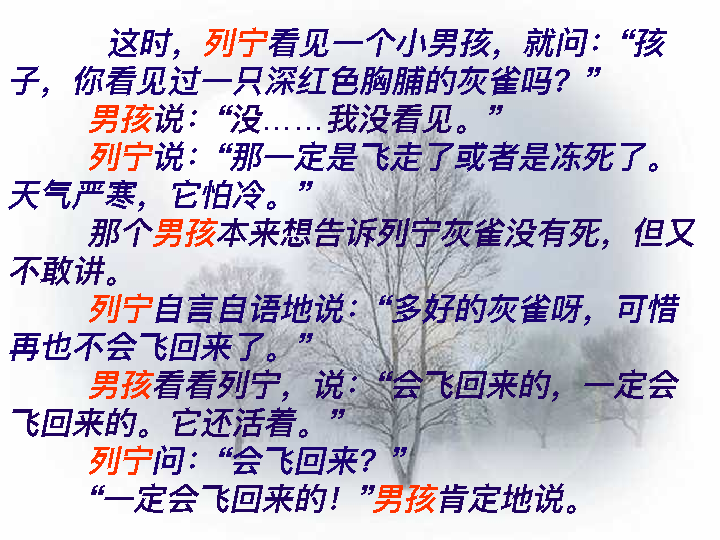 这时，列宁看见一个小男孩，就问：“孩
子，你看见过一只深红色胸脯的灰雀吗？”
男孩说：“没……我没看见。”
列宁说：“那一定是飞走了或者是冻死了。
天气严寒，它怕冷。”
那个男孩本来想告诉列宁灰雀没有死，但又
不敢讲。
列宁自言自语地说：“多好的灰雀呀，可惜
再也不会飞回来了。”
男孩看看列宁，说：“会飞回来的，一定会
飞回来的。它还活着。”
列宁问：“会飞回来？”
“一定会飞回来的！”男孩肯定地说。